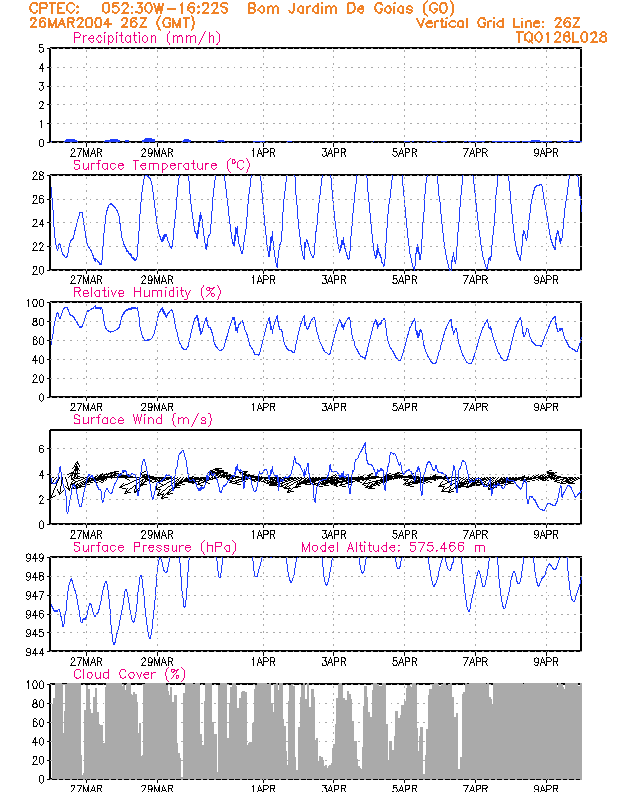 CPTEC: 052:30W-16:22S Bom Jardim De Goias (GO)
26MAR2004 26Z (GMT) Vertical Grid Line: 26Z
TQ0126L028
Precipitation (mm/h)
5
4
3
2
1
0
27MAR 29MAR 1APR 3APR 5APR 7APR 9APR
Surface Temperature (ºC)
28
26
24
22
20
27MAR 29MAR 1APR 3APR 5APR 7APR 9APR
Relative Humidity (%)
100
80
60
40
20
0
27MAR 29MAR 1APR 3APR 5APR 7APR 9APR
Surface Wind (m/s)
6
4
2
0
27MAR 29MAR 1APR 3APR 5APR 7APR 9APR
Surface Pressure (hPa) Model Altitude: 575.466 m
949
948
947
946
945
944
27MAR 29MAR 1APR 3APR 5APR 7APR 9APR
Cloud Cover (%)
100
80
60
40
20
0
27MAR 29MAR 1APR 3APR 5APR 7APR 9APR